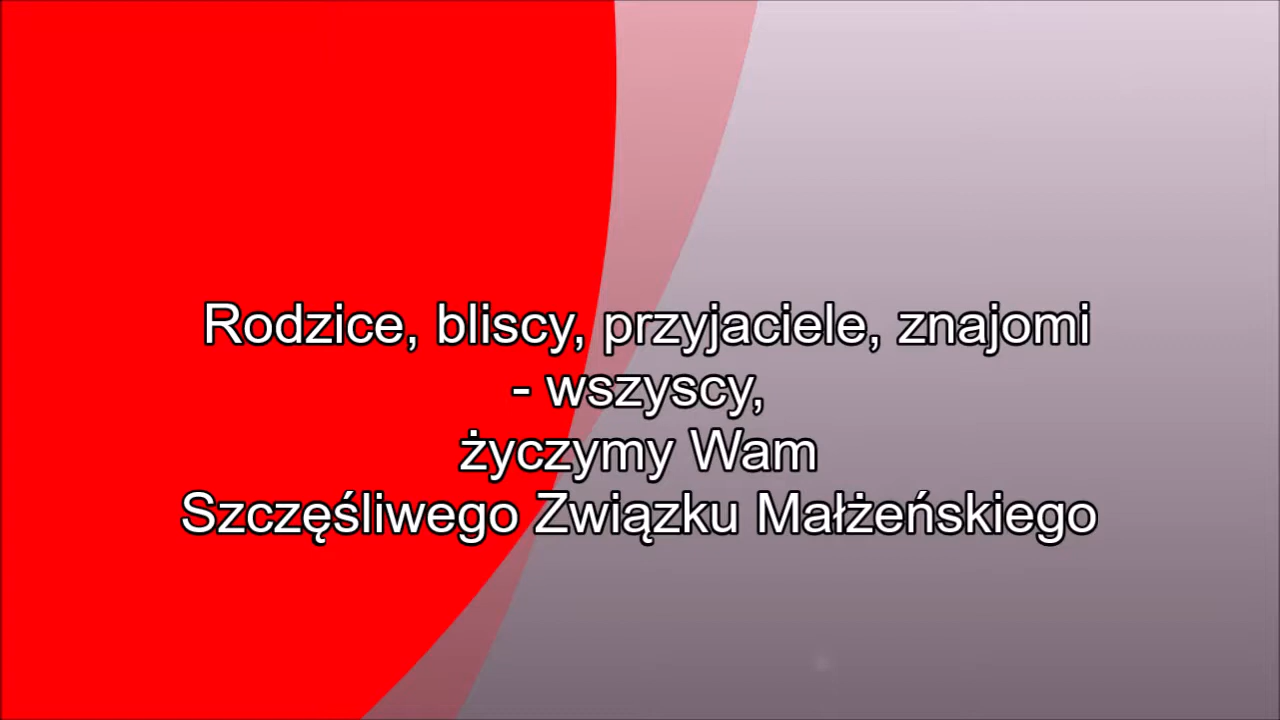 Rodzice, bliscy, przyjaciele, znajomi
- wszyscy,
życzymy Wam
Szczęśliwego Związku Małżeńskiego